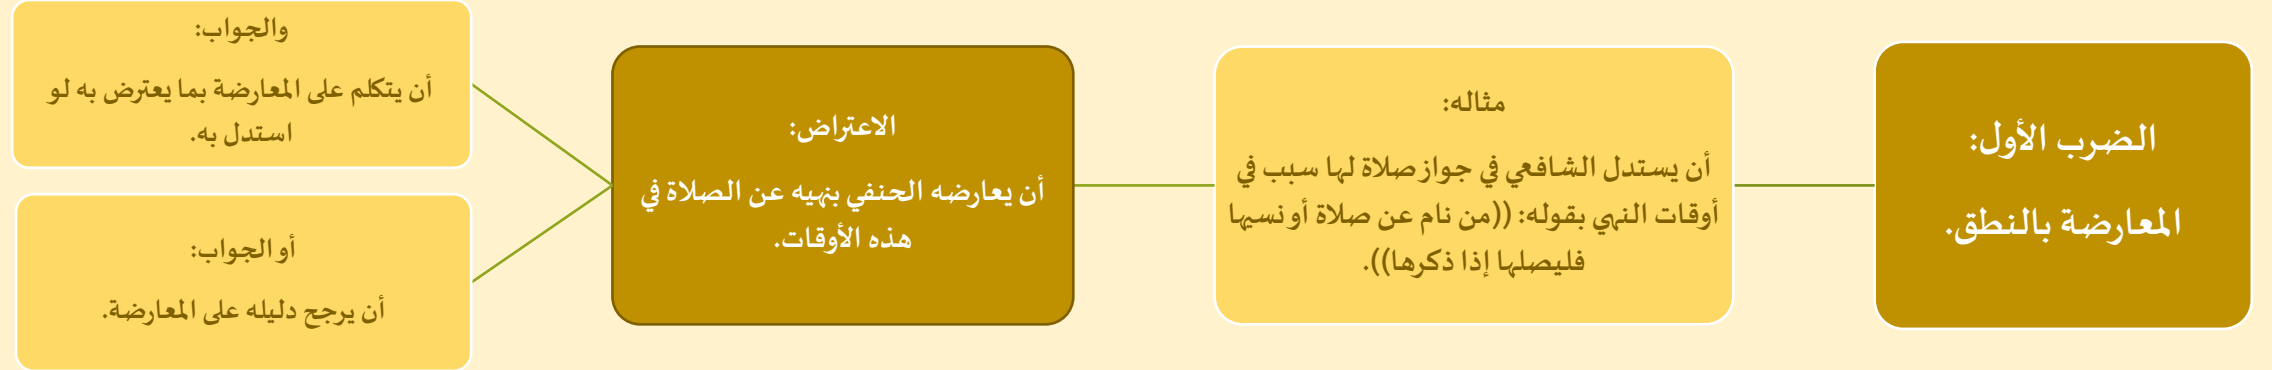 الضرب الأول:
المعارضة بالنطق.
مثاله:
أن يستدل الشافعي في جواز صلاة لها سبب في
أوقات النهي بقوله: ((من نام عن صلاة أو نسيها
فليصلها إذا ذكرها)).
الاعتراض:
أن يعارضه الحنفي بنهيه عن الصلاة في
هذه الأوقات.
والجواب:
أن يتكلم على المعارضة بما يعترض به لو
استدل به.
أو الجواب:
أن يرجح دليله على المعارضة.